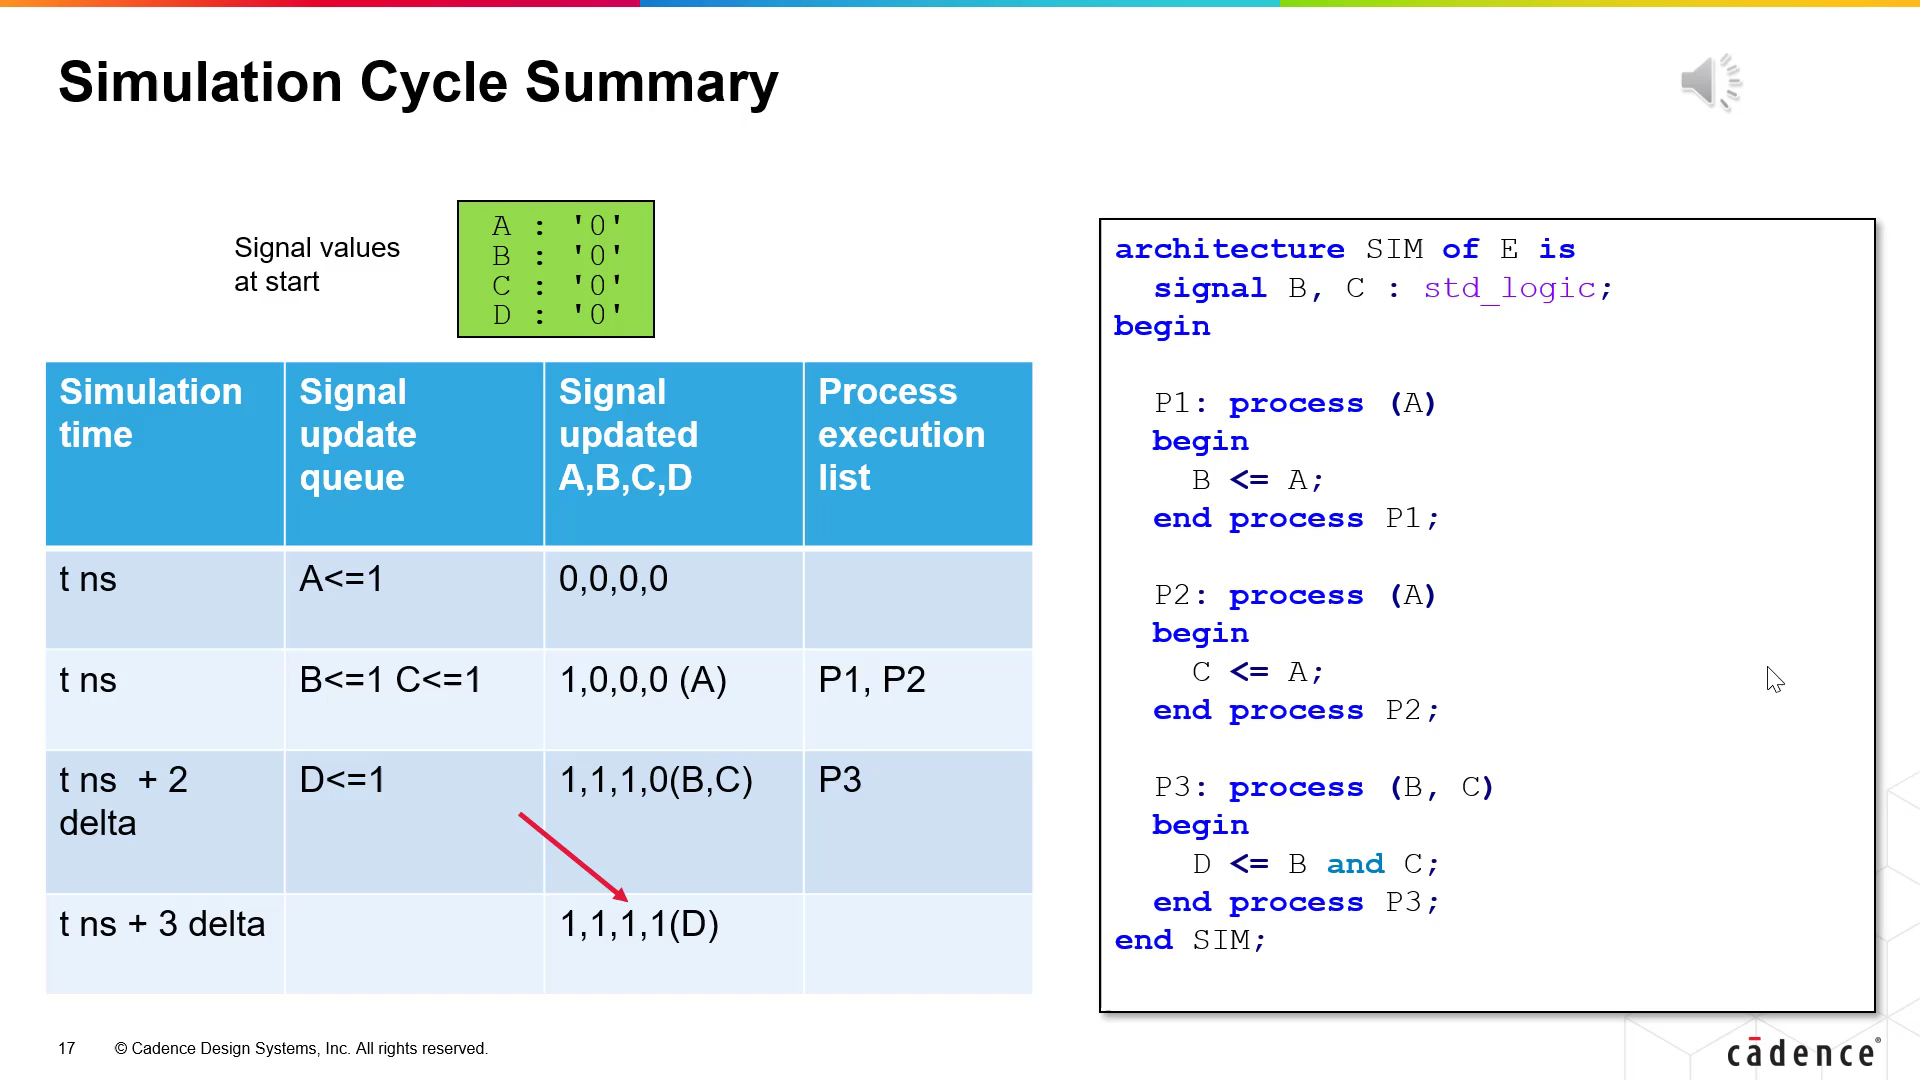 Simulation Cycle Summary
Signal values
at start
A : '0'
B : '0'
C : '0'
D : '0'
Simulation time
Signal update queue
Signal updated A,B,C,D
Process execution list
t ns
A<=1
0,0,0,0
t ns
B<=1 C<=1
1,0,0,0 (A)
P1, P2
t ns + 2 delta
D<=1
1,1,1,0(B,C)
P3
t ns + 3 delta
1,1,1,1(D)
architecture SIM of E is
signal B, C : std_logic;
begin
P1: process (A)
begin
B <= A;
end process P1;
P2: process (A)
begin
C <= A;
end process P2;
P3: process (B, C)
begin
D <= B and C;
end process P3;
end SIM;
17
© Cadence Design Systems, Inc. All rights reserved.
cādence®